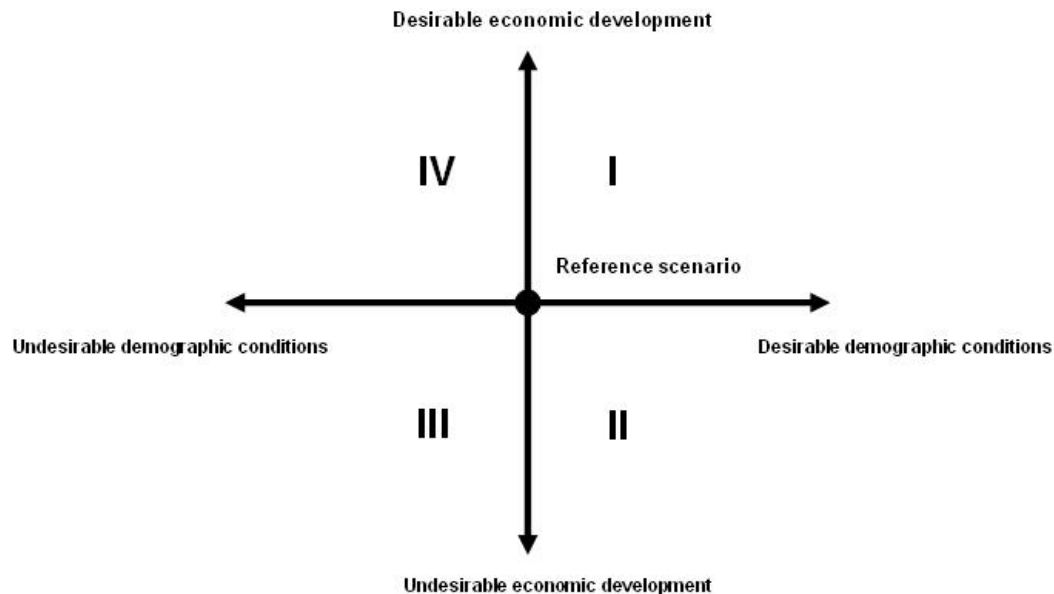 Desirable economic development
IV
I
Reference scenario
Undesirable demographic conditions
Desirable demographic conditions
III
II
Undesirable economic development